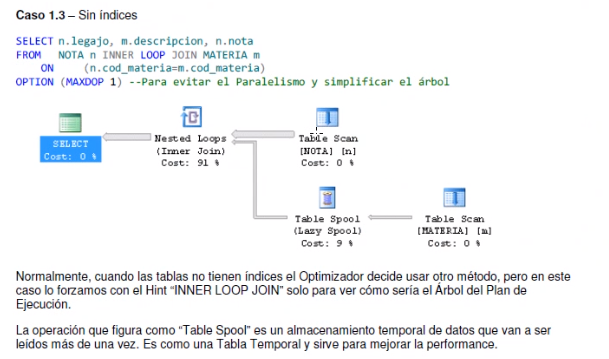 Caso 1.3 – Sin índices
SELECT n.legajo, m.descripcion, n.nota
FROM NOTA n INNER LOOP JOIN MATERIA m
ON (n.cod_materia=m.cod_materia)
OPTION (MAXDOP 1) --Para evitar el Paralelismo y simplificar el árbol
SELECT
Cost: 0 %
Nested Loops
(Inner Join)
Cost: 91 %
Table Scan
[NOTA] [n]
Cost: 0 %
Table Spool
(Lazy Spool)
Cost: 9 %
Table Scan
[MATERIA] [m]
Cost: 0 %
Normalmente, cuando las tablas no tienen índices el Optimizador decide usar otro método, pero en este
caso lo forzamos con el Hint “INNER LOOP JOIN” solo para ver cómo sería el Árbol del Plan de
Ejecución.
La operación que figura como “Table Spool” es un almacenamiento temporal de datos que van a ser
leídos más de una vez. Es como una Tabla Temporal y sirve para mejorar la performance.